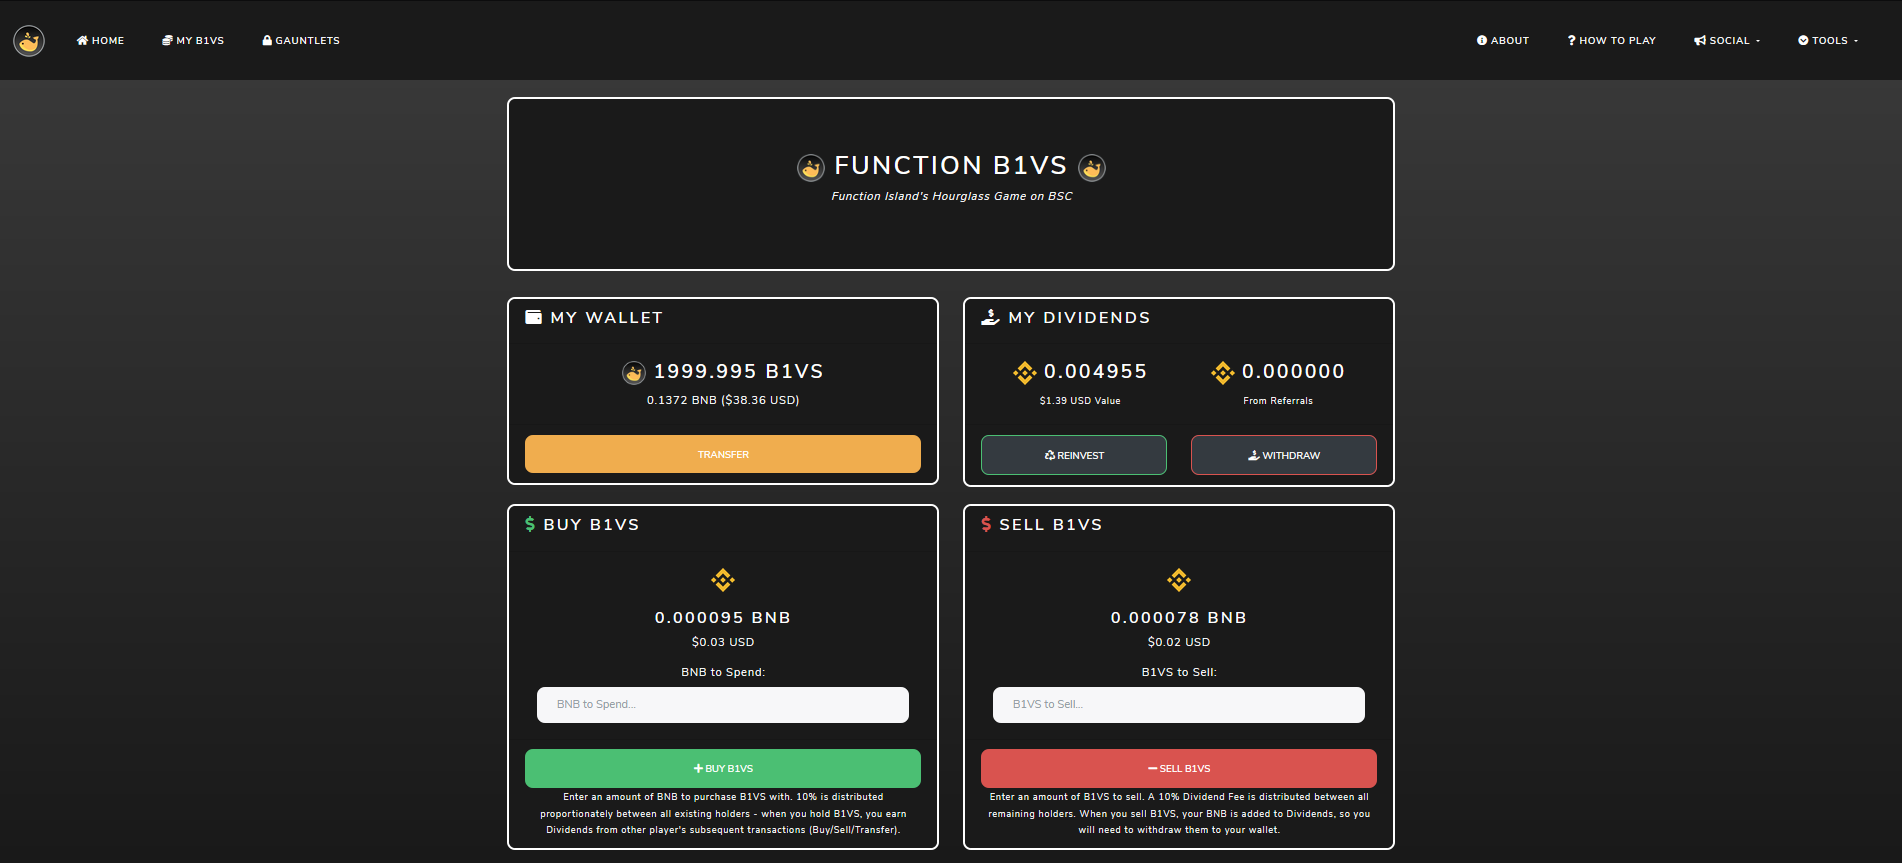 HOME
MY B1VS
GAUNTLETS
ABOUT
HOW TO PLAY
SOCIAL
TOOLS
FUNCTION B1VS
Function Island's Hourglass Game on BSC
MY WALLET
1999.995 B1VS
0.1372 BNB ($38.36 USD)
TRANSFER
MY DIVIDENDS
0.004955
$1.39 USD Value
0.000000
From Referrals
REINVEST
WITHDRAW
$ BUY B1VS
0.000095 BNB
$0.03 USD
BNB to Spend:
BNB to Spend...
BUY B1VS
Enter an amount of BNB to purchase B1VS with. 10% is distributed
proportionately between all existing holders - when you hold B1VS, you earn
Dividends from other player's subsequent transactions (Buy/Sell/Transfer).
$ SELL B1VS
0.000078 BNB
$0.02 USD
B1VS to Sell:
B1VS to Sell...
SELL B1VS
Enter an amount of B1VS to sell. A 10% Dividend Fee is distributed between all
remaining holders. When you sell B1VS, your BNB is added to Dividends, so you
will need to withdraw them to your wallet.